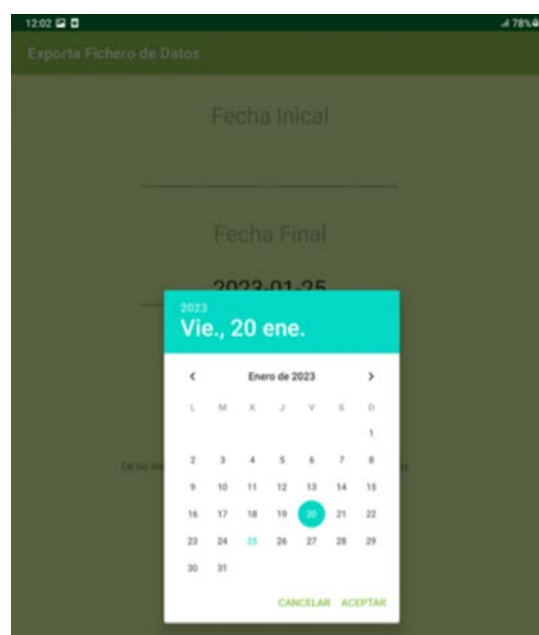 12:02 78%
Exporta Fichero de Datos
Fecha Inical
Fecha Final
2023-01-25
2023
Vie., 20 ene.
Enero de 2023
L M X J V S D
1
2 3 4 5 6 7 8
9 10 11 12 13 14 15
16 17 18 19 20 21 22
23 24 25 26 27 28 29
30 31
De no
CANCELAR ACEPTAR